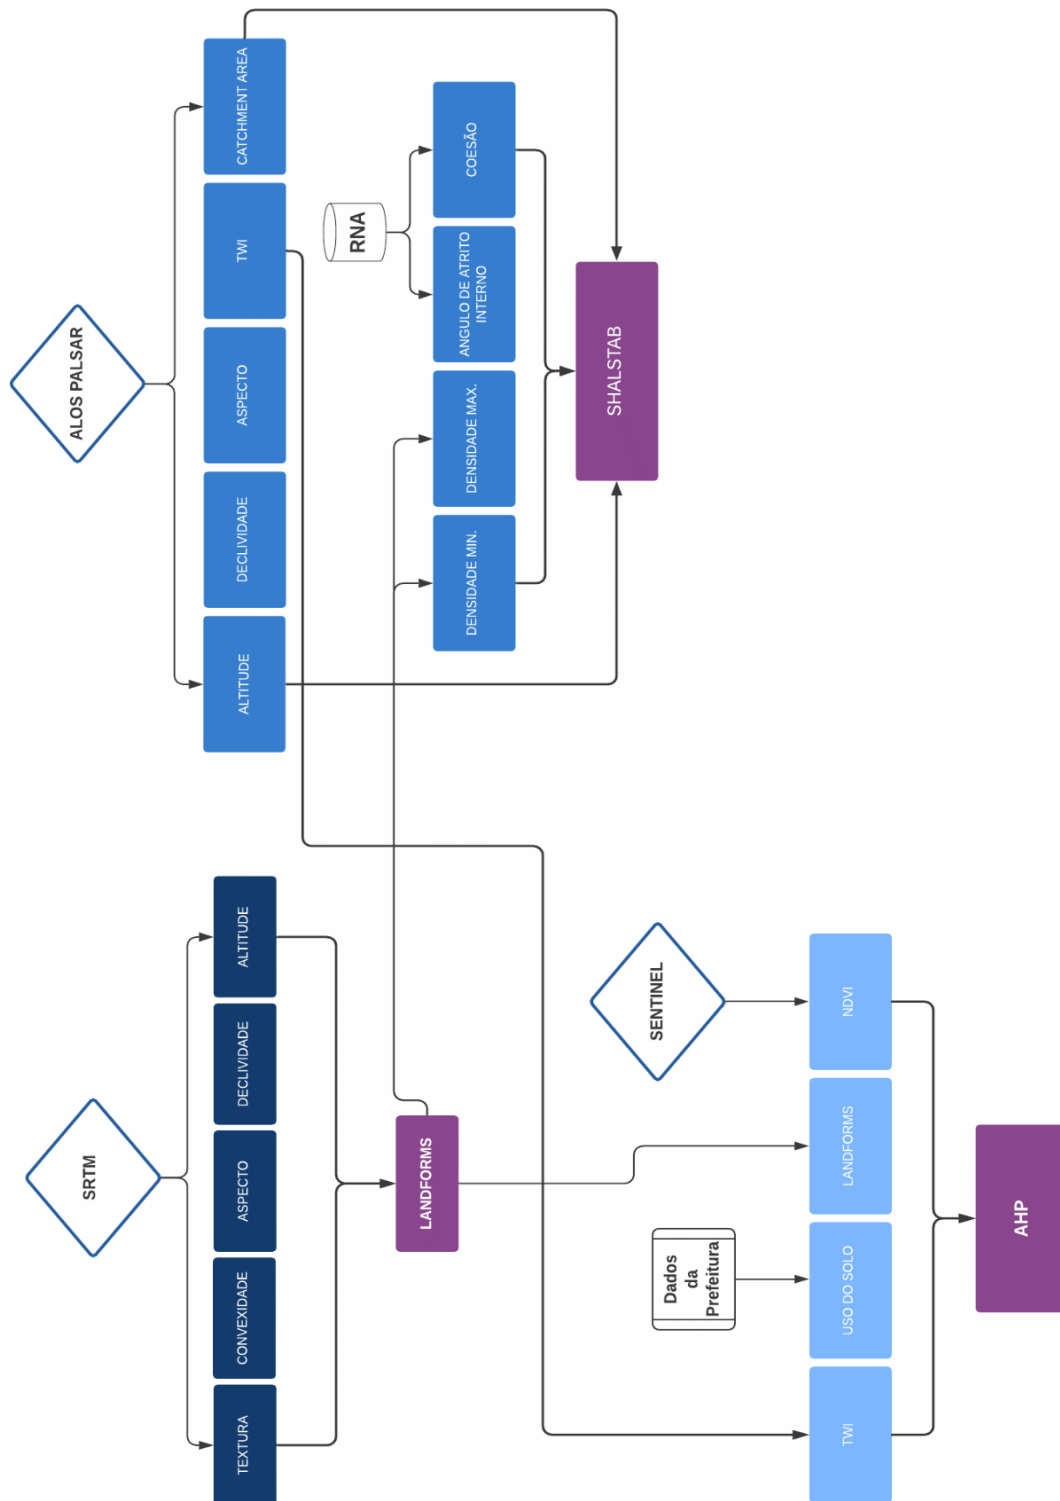 SRTM
TEXTURA
CONVEXIDADE
ASPECTO
DECLIVIDADE
ALTITUDE
LANDFORMS
ALOS PALSAR
ALTITUDE
DECLIVIDADE
ASPECTO
TWI
CATCHMENT AREA
RNA
DENSIDADE MIN.
DENSIDADE MAX.
ANGULO DE ATRITO
INTERNO
COESÃO
SHALSTAB
SENTINEL
Dados
da
Prefeitura
TWI
USO DO SOLO
LANDFORMS
NDVI
AHP